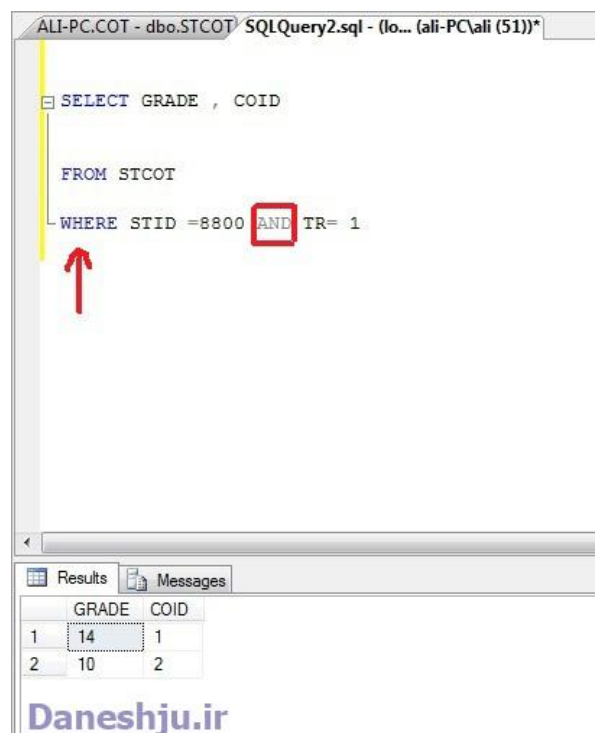 ALI-PC.COT - dbo.STCOT SQLQuery2.sql - (lo... (ali-PC\ali (51))*
SELECT GRADE , COID
FROM STCOT
WHERE STID =8800 AND TR= 1
Results Messages
GRADE COID
1 14 1
2 10 2
Daneshju.ir